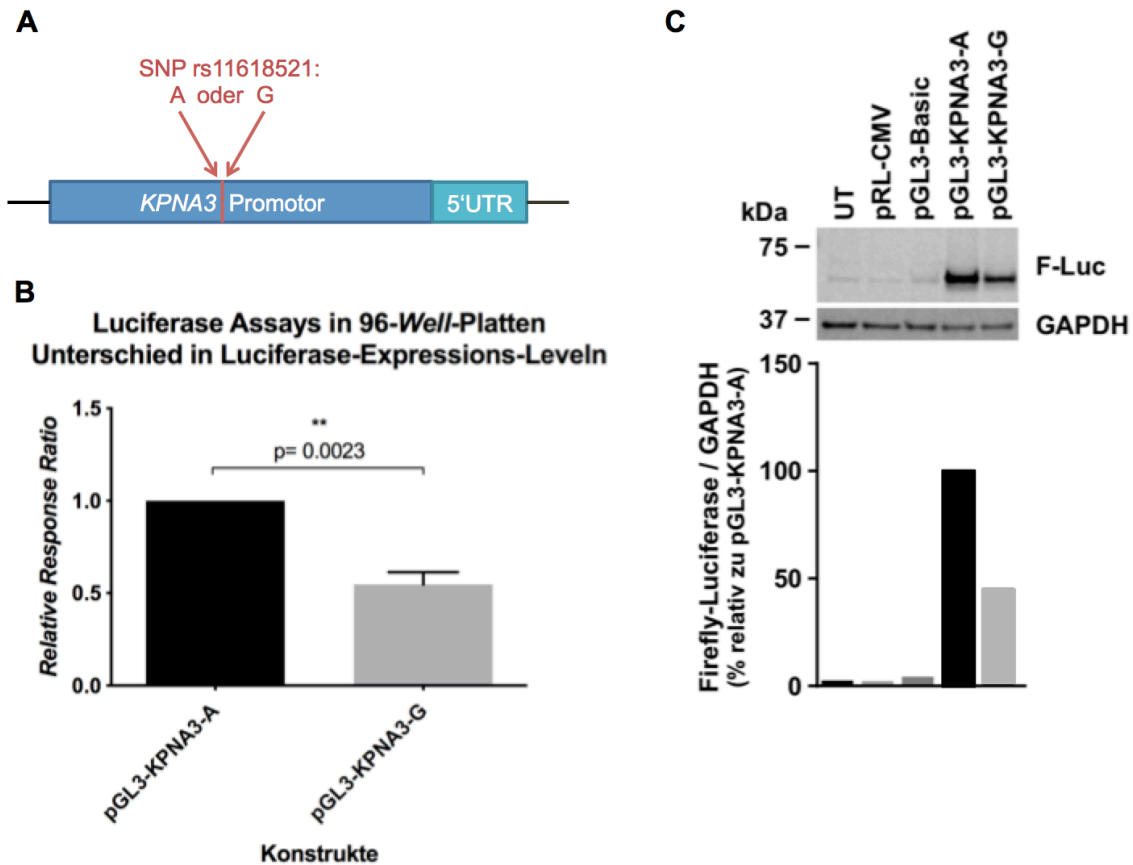 A
SNP rs11618521:
A oder G
KPNA3 Promotor
5'UTR
B
Luciferase Assays in 96-Well-Platten
Unterschied in Luciferase-Expressions-Leveln
Relative Response Ratio
1.5
1.0
0.5
0.0
**
p= 0.0023
pGL3-KPNA3-A
pGL3-KPNA3-G
Konstrukte
C
UT
pRL-CMV
pGL3-Basic
pGL3-KPNA3-A
pGL3-KPNA3-G
kDa
75
F-Luc
37
GAPDH
Firefly-Luciferase / GAPDH
(% relativ zu pGL3-KPNA3-A)
150
100
50
0